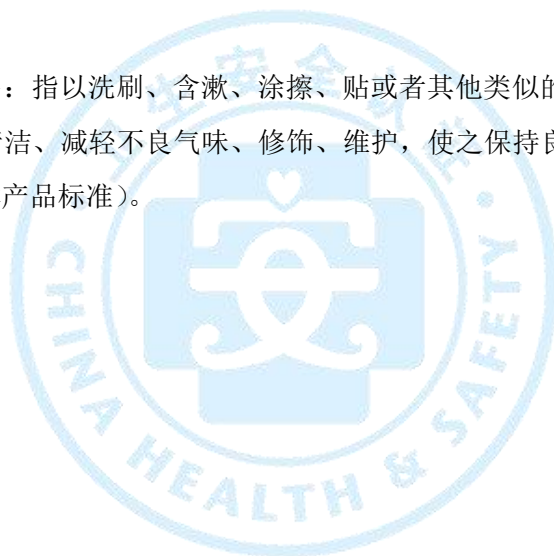 ：指以洗刷、含漱、涂擦、贴或者其他类似的
洁、减轻不良气味、修饰、维护，使之保持良
产品标准）。
CHINA HEALTH & SAFETY